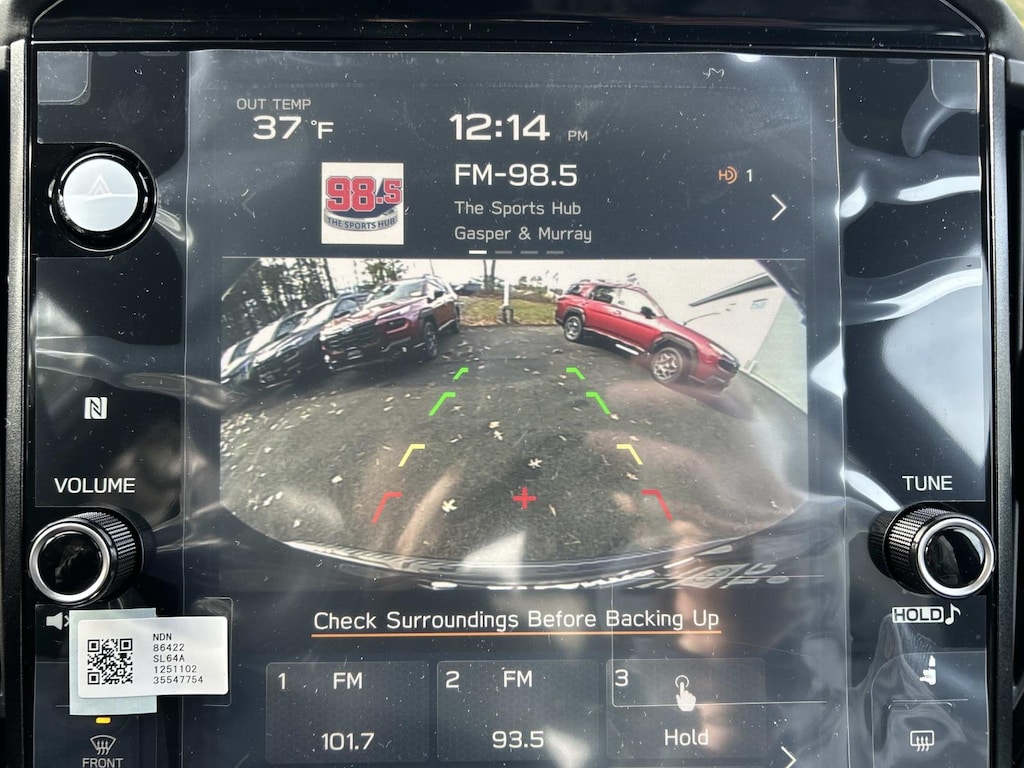 OUT TEMP
37 °F
12:14 PM
98.5
THE SPORTS HUB
FM-98.5
HD 1
The Sports Hub
Gasper & Murray
N
VOLUME
TUNE
Check Surroundings Before Backing Up
HOLD
NDN
86422
SL64A
1251102
35547754
1 FM
101.7
2 FM
93.5
3
Hold
FRONT